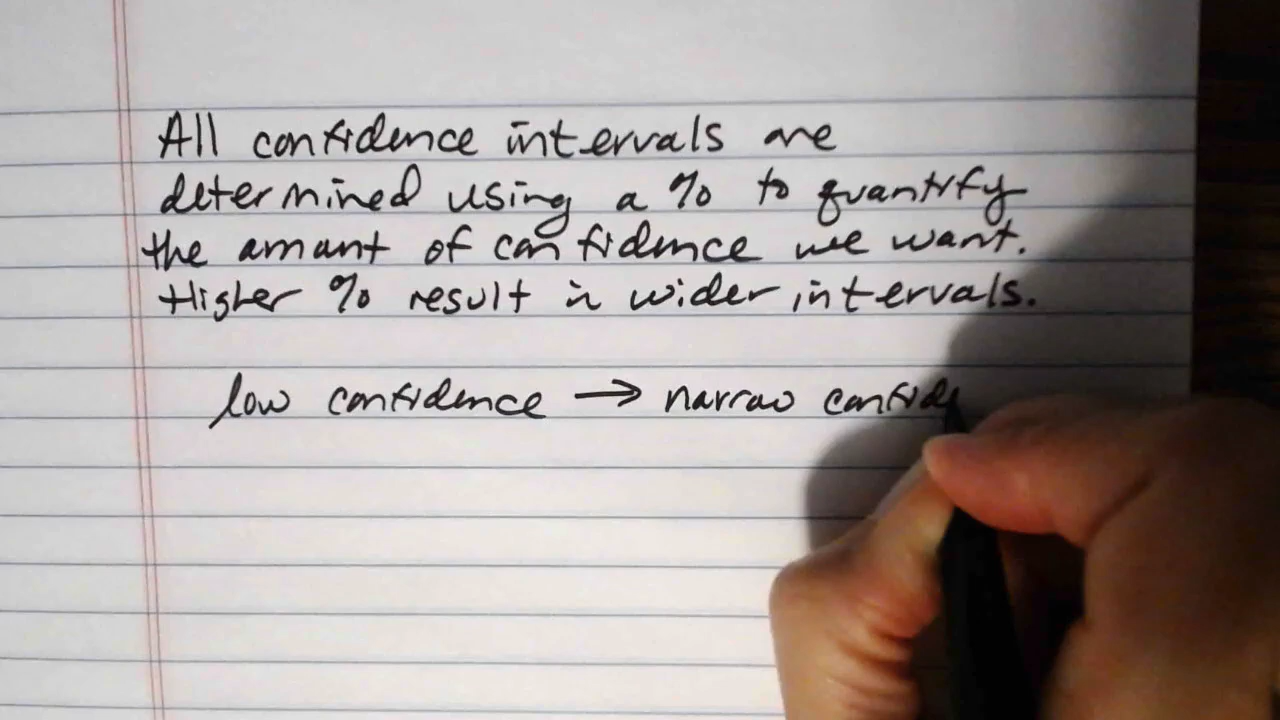 All confidence intervals are
determined using a % to quantify
the amount of confidence we want.
Higher % result in wider intervals.
low confidence → narrow confide